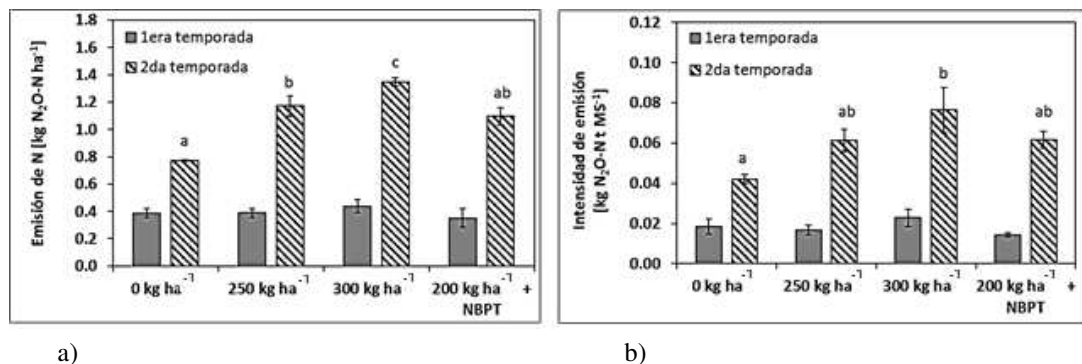 Emisión de N [kg N₂O-N ha⁻¹]
1.8
1.6
1.4
1.2
1.0
0.8
0.6
0.4
0.2
0.0
1era temporada
2da temporada
a
b
c
ab
0 kg ha⁻¹
250 kg ha⁻¹
300 kg ha⁻¹
200 kg ha⁻¹ +
NBPT
a)
Intensidad de emisión
[kg N₂O-N t MS⁻¹]
0.12
0.10
0.08
0.06
0.04
0.02
0.00
1era temporada
2da temporada
a
ab
b
ab
0 kg ha⁻¹
250 kg ha⁻¹
300 kg ha⁻¹
200 kg ha⁻¹ +
NBPT
b)